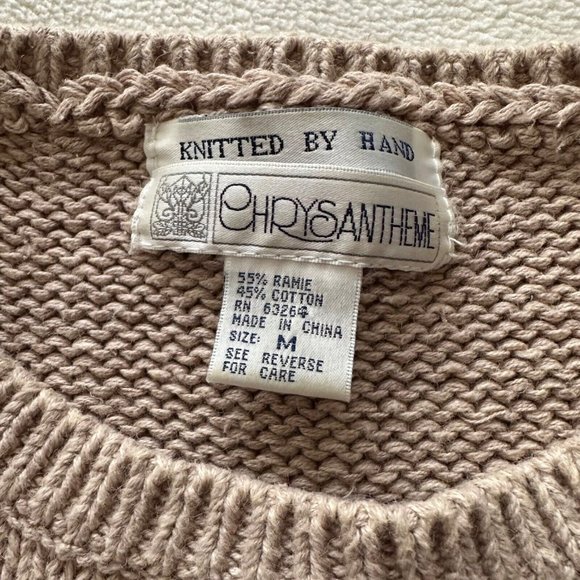 KNITTED BY HAND
CHRYSANTHEME
55% RAMIE
45% COTTON
RN 63264
MADE IN CHINA
SIZE: M
SEE REVERSE
FOR CARE